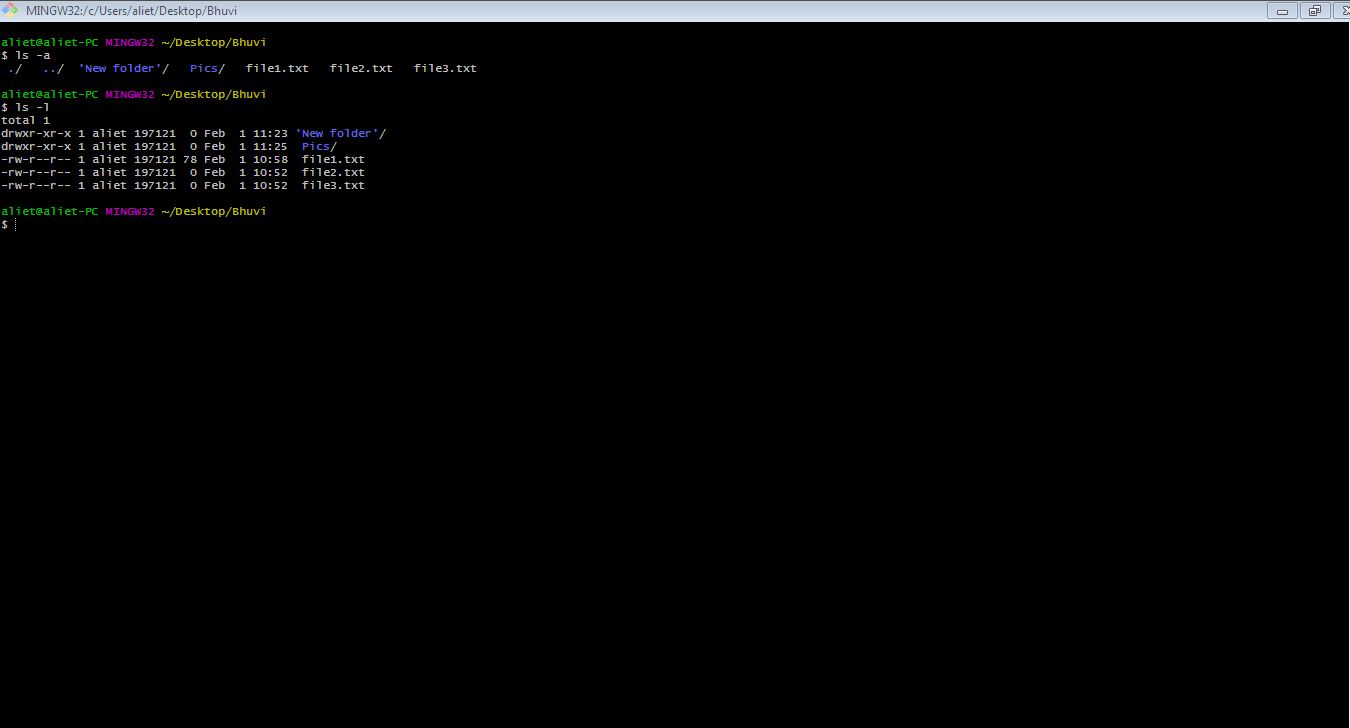 MINGW32:/c/Users/aliet/Desktop/Bhuvi
aliet@aliet-PC MINGW32 ~/Desktop/Bhuvi
$ ls -a
./ ../ 'New folder'/ Pics/ file1.txt file2.txt file3.txt
aliet@aliet-PC MINGW32 ~/Desktop/Bhuvi
$ ls -l
total 1
drwxr-xr-x 1 aliet 197121 0 Feb 1 11:23 'New folder'/
drwxr-xr-x 1 aliet 197121 0 Feb 1 11:25 Pics/
-rw-r--r-- 1 aliet 197121 78 Feb 1 10:58 file1.txt
-rw-r--r-- 1 aliet 197121 0 Feb 1 10:52 file2.txt
-rw-r--r-- 1 aliet 197121 0 Feb 1 10:52 file3.txt
aliet@aliet-PC MINGW32 ~/Desktop/Bhuvi
$